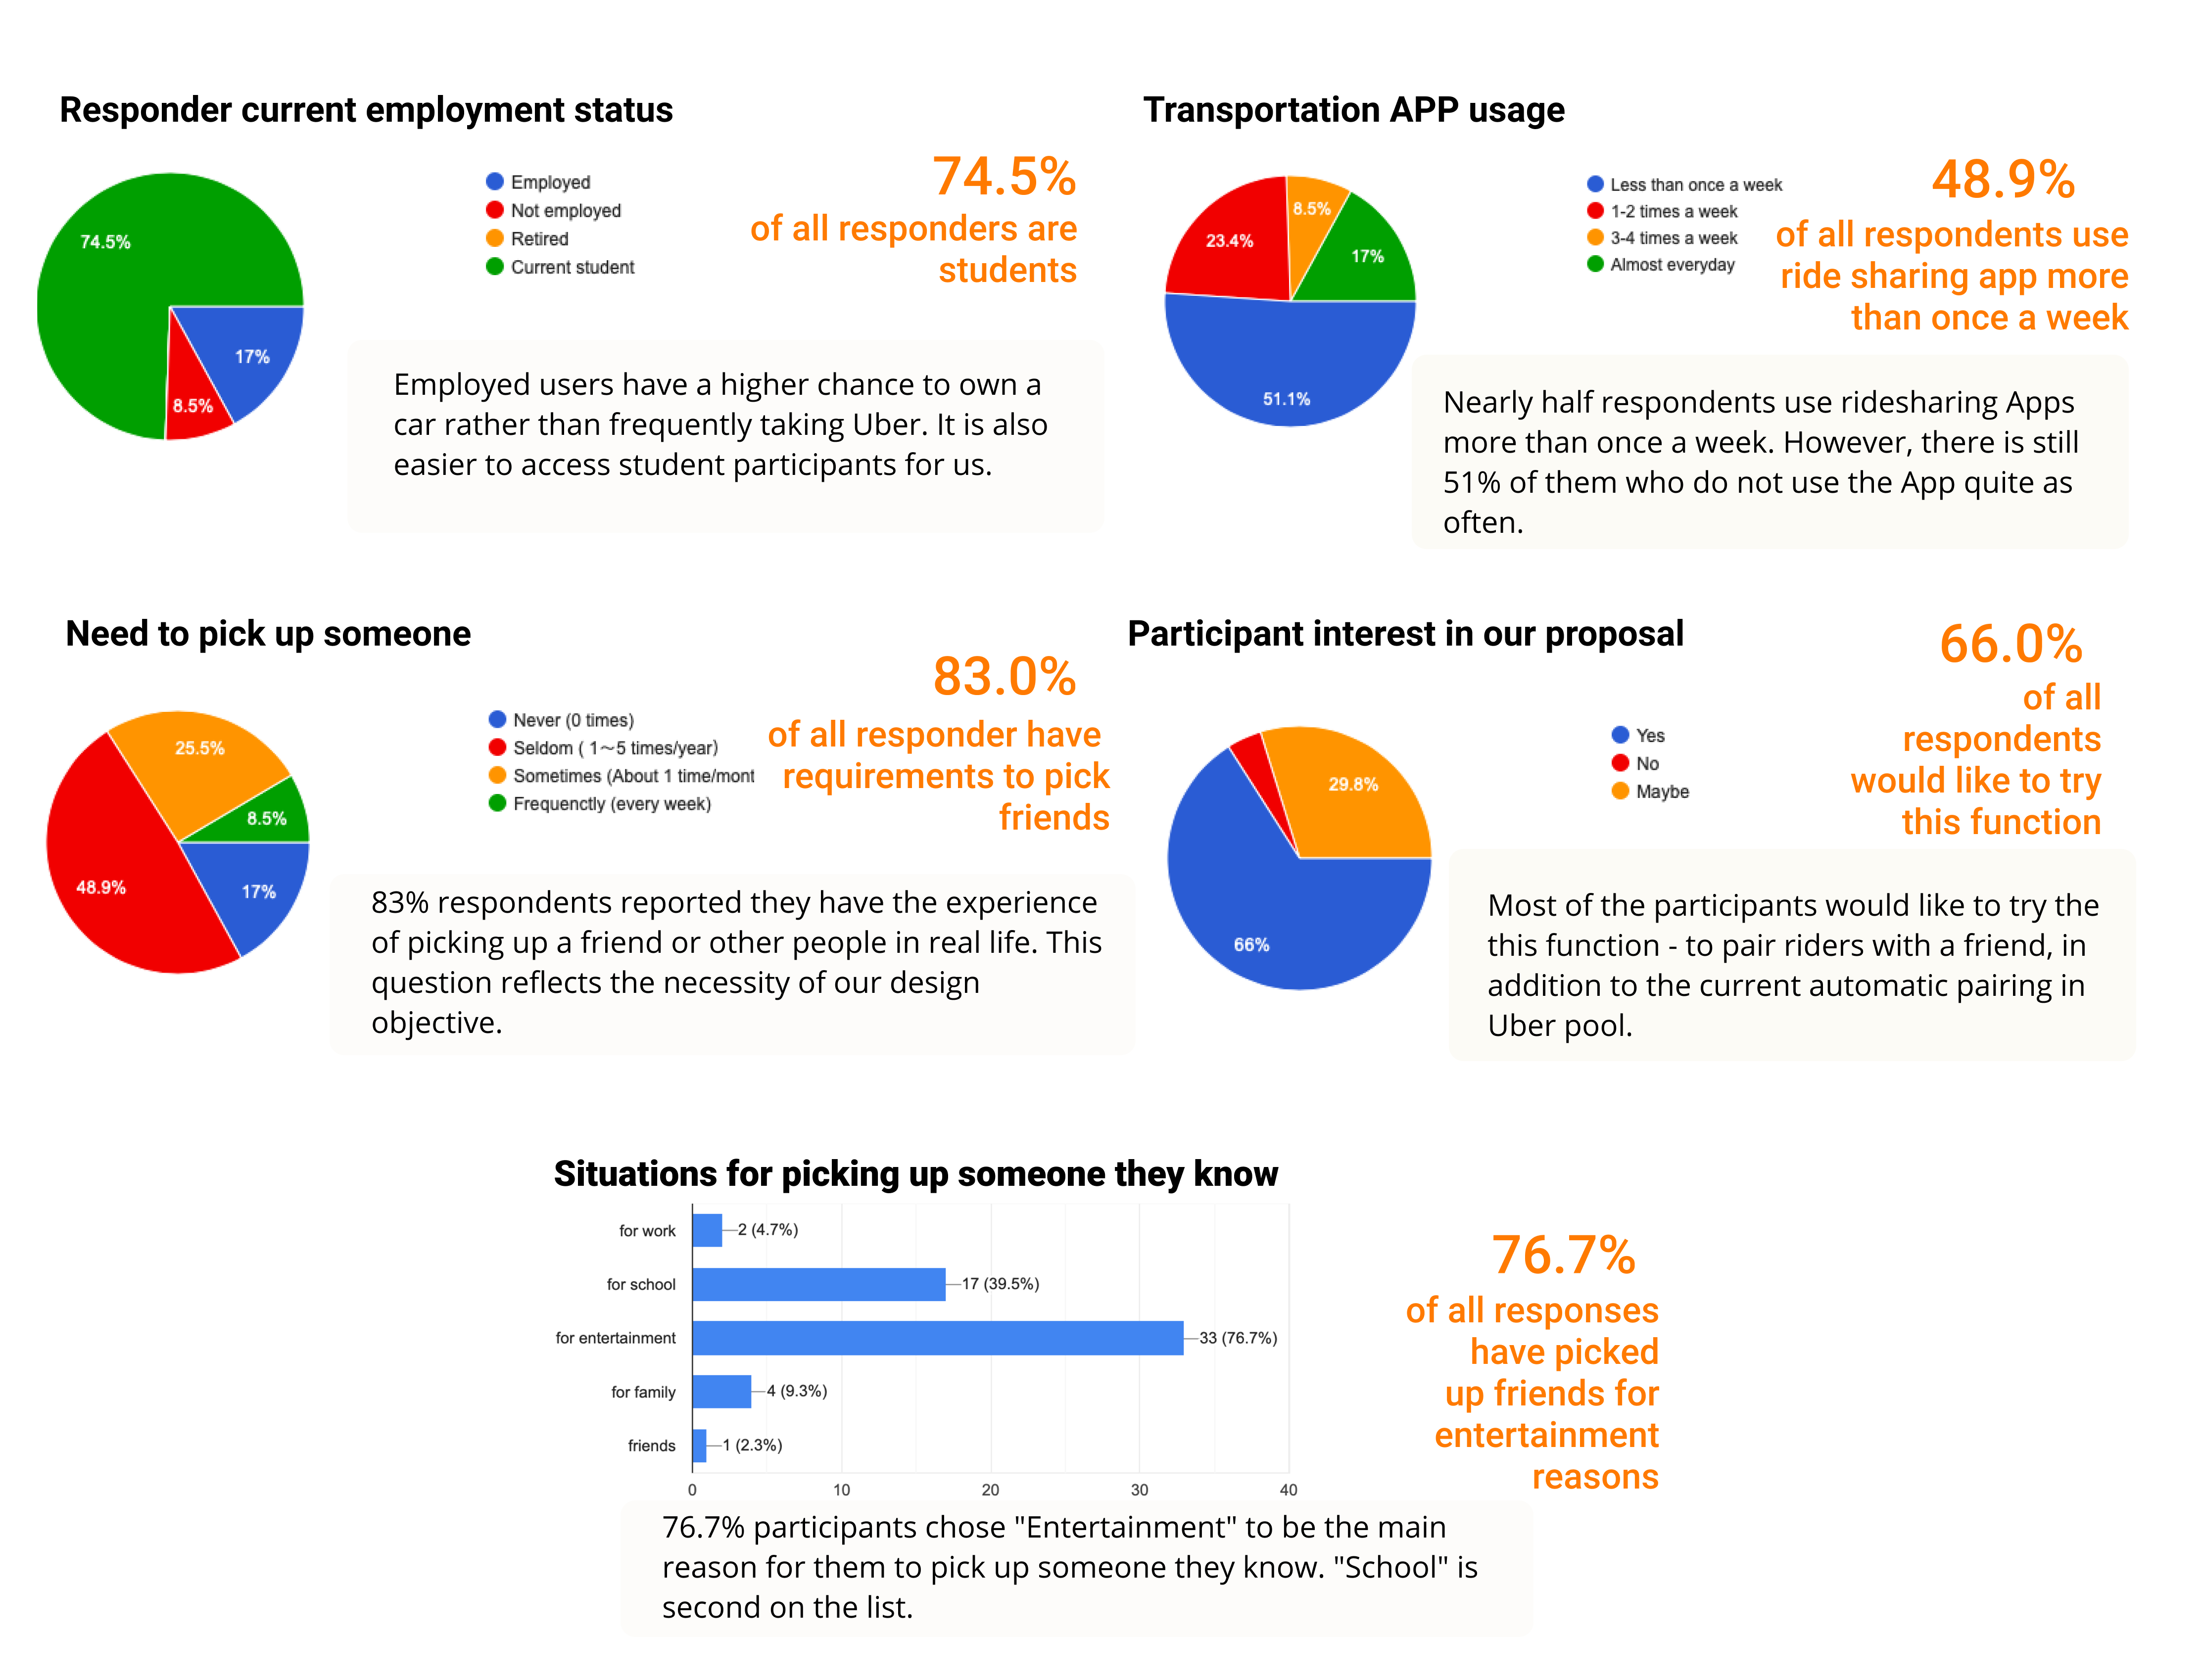 Responder current employment status
74.5%
17%
8.5%
Employed
Not employed
Retired
Current student
74.5%
of all responders are
students
Employed users have a higher chance to own a
car rather than frequently taking Uber. It is also
easier to access student participants for us.
Transportation APP usage
8.5%
23.4%
17%
51.1%
Less than once a week
1-2 times a week
3-4 times a week
Almost everyday
48.9%
of all respondents use
ride sharing app more
than once a week
Nearly half respondents use ridesharing Apps
more than once a week. However, there is still
51% of them who do not use the App quite as
often.
Need to pick up someone
25.5%
8.5%
48.9%
17%
Never (0 times)
Seldom ( 1～5 times/year)
Sometimes (About 1 time/mont
Frequenctly (every week)
83.0%
of all responder have
requirements to pick
friends
83% respondents reported they have the experience
of picking up a friend or other people in real life. This
question reflects the necessity of our design
objective.
Participant interest in our proposal
29.8%
66%
Yes
No
Maybe
66.0%
of all
respondents
would like to try
this function
Most of the participants would like to try the
this function - to pair riders with a friend, in
addition to the current automatic pairing in
Uber pool.
Situations for picking up someone they know
for work
2 (4.7%)
for school
17 (39.5%)
for entertainment
33 (76.7%)
for family
4 (9.3%)
friends
1 (2.3%)
0 10 20 30 40
76.7%
of all responses
have picked
up friends for
entertainment
reasons
76.7% participants chose "Entertainment" to be the main
reason for them to pick up someone they know. "School" is
second on the list.